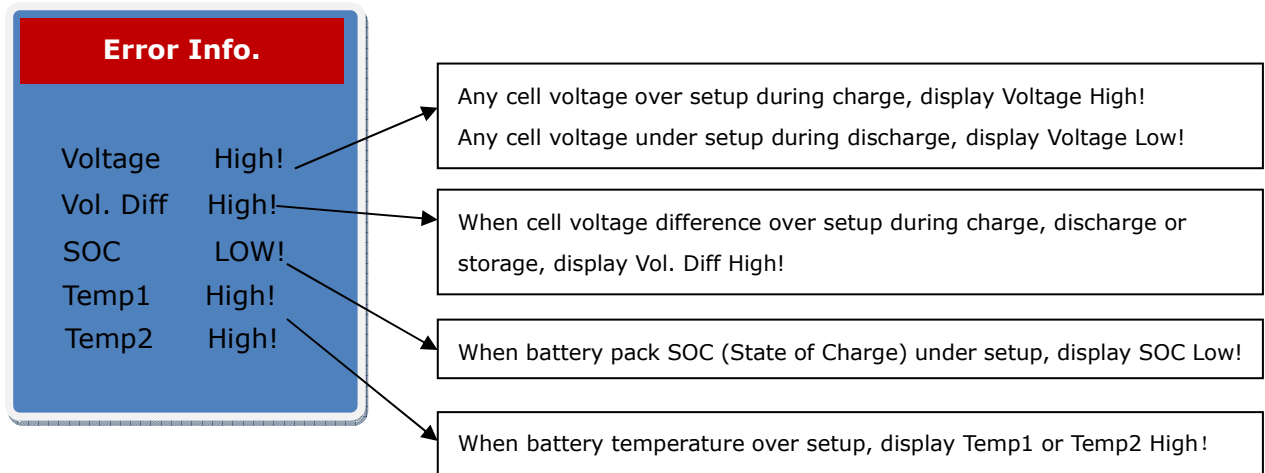 Error Info.
Voltage High!
Vol. Diff High!
SOC LOW!
Temp1 High!
Temp2 High!
Any cell voltage over setup during charge, display Voltage High!
Any cell voltage under setup during discharge, display Voltage Low!
When cell voltage difference over setup during charge, discharge or
storage, display Vol. Diff High!
When battery pack SOC (State of Charge) under setup, display SOC Low!
When battery temperature over setup, display Temp1 or Temp2 High!